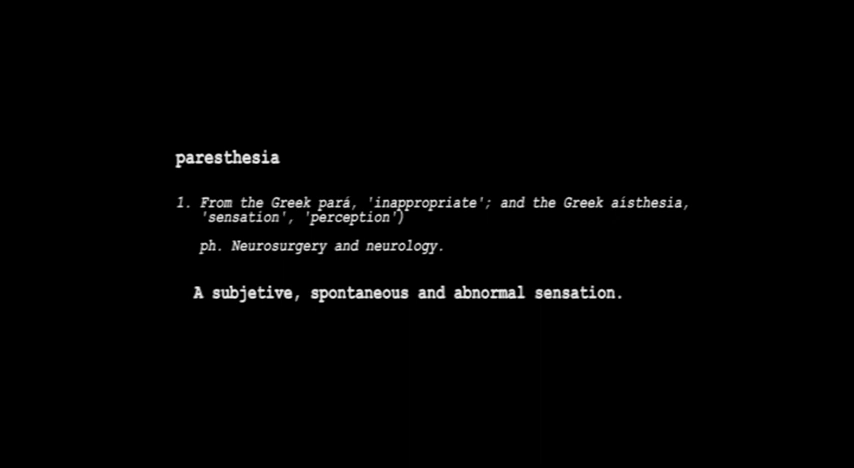 paresthesia
1. From the Greek pará, 'inappropriate'; and the Greek aísthesia,
'sensation', 'perception')
ph. Neurosurgery and neurology.
A subjetive, spontaneous and abnormal sensation.